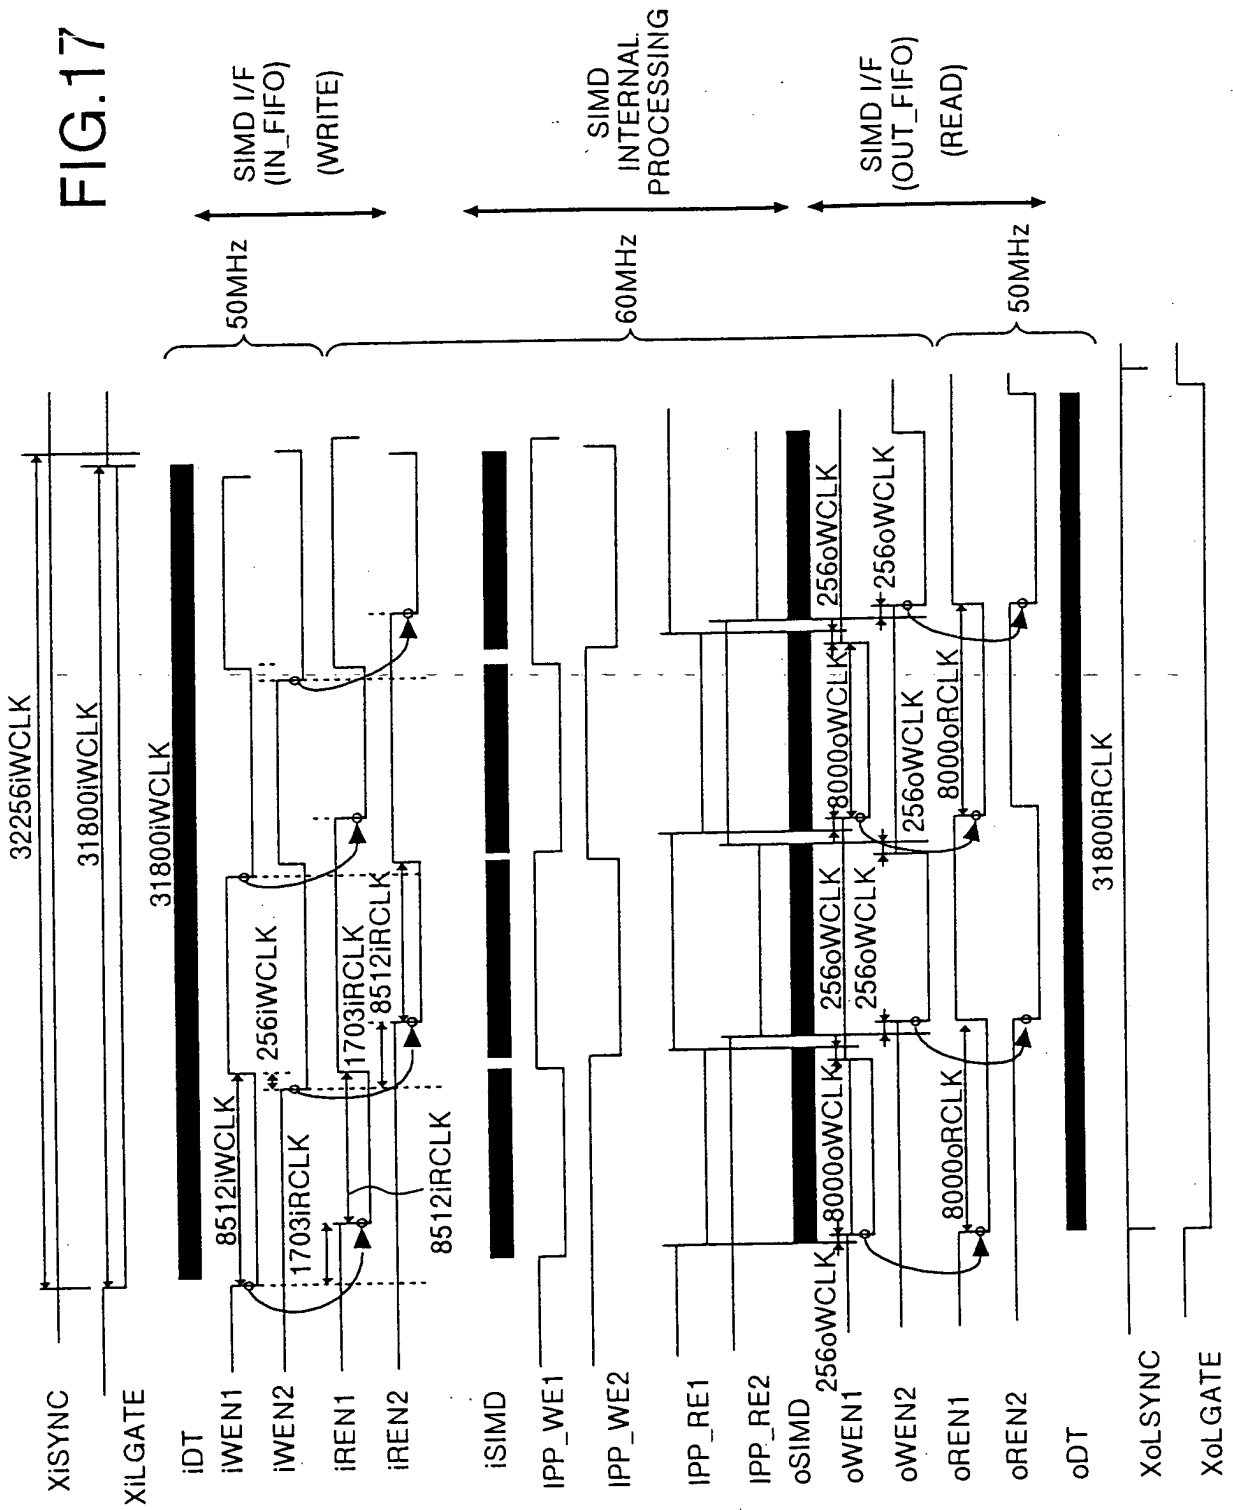 FIG.17
32256iWCLK
XiSYNC
31800iWCLK
XiLGATE
31800iWCLK
iDT
8512iWCLK
iWEN1
256iWCLK
iWEN2
1703iRCLK
1703iRCLK
iREN1
8512iRCLK
iREN2
8512iRCLK
iSIMD
IPP_WE1
IPP_WE2
IPP_RE1
IPP_RE2
oSIMD
256oWCLK
8000oWCLK
256oWCLK
8000oWCLK
256oWCLK
oWEN1
256oWCLK
256oWCLK
256oWCLK
oWEN2
8000oRCLK
8000oRCLK
oREN1
oREN2
oDT
31800iRCLK
XoLSYNC
XoLGATE
50MHz
60MHz
50MHz
SIMD I/F
(IN_FIFO)
(WRITE)
SIMD
INTERNAL
PROCESSING
SIMD I/F
(OUT_FIFO)
(READ)